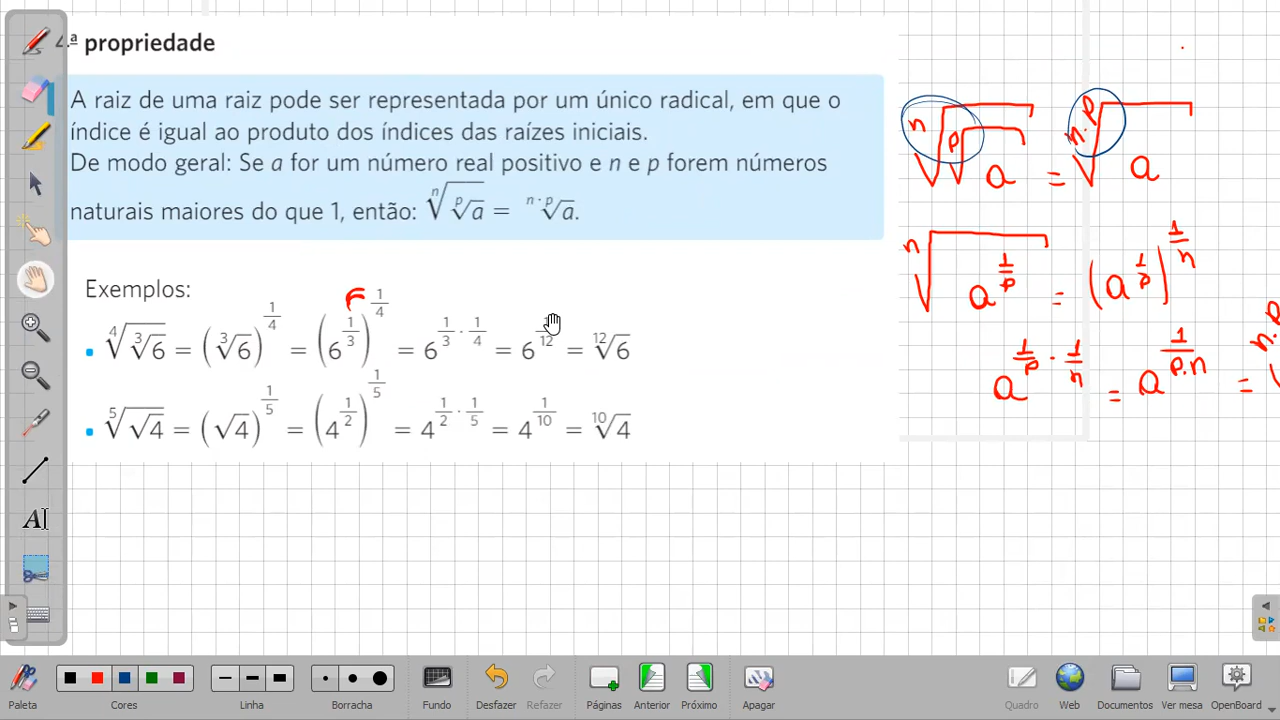 4.ª propriedade
A raiz de uma raiz pode ser representada por um único radical, em que o
índice é igual ao produto dos índices das raízes iniciais.
De modo geral: Se a for um número real positivo e n e p forem números
naturais maiores do que 1, então: ⁿ√(ᵖ√a) = ⁿ·ᵖ√a.
Exemplos:
• ⁴√(³√6) = (³√6)^(1/4) = (6^(1/3))^(1/4) = 6^(1/3 · 1/4) = 6^(1/12) = ¹²√6
• ⁵√(√4) = (√4)^(1/5) = (4^(1/2))^(1/5) = 4^(1/2 · 1/5) = 4^(1/10) = ¹⁰√4
ⁿ√(ᵖ√a) = ⁿ·ᵖ√a
ⁿ√(a^(1/p)) = (a^(1/p))^(1/n)
a^(1/p · 1/n) = a^(1/(p.n)) = ⁿ·ᵖ√
AI
Paleta
Cores
Linha
Borracha
Fundo
Desfazer
Refazer
Páginas
Anterior
Próximo
Apagar
Quadro
Web
Documentos
Ver mesa
OpenBoard